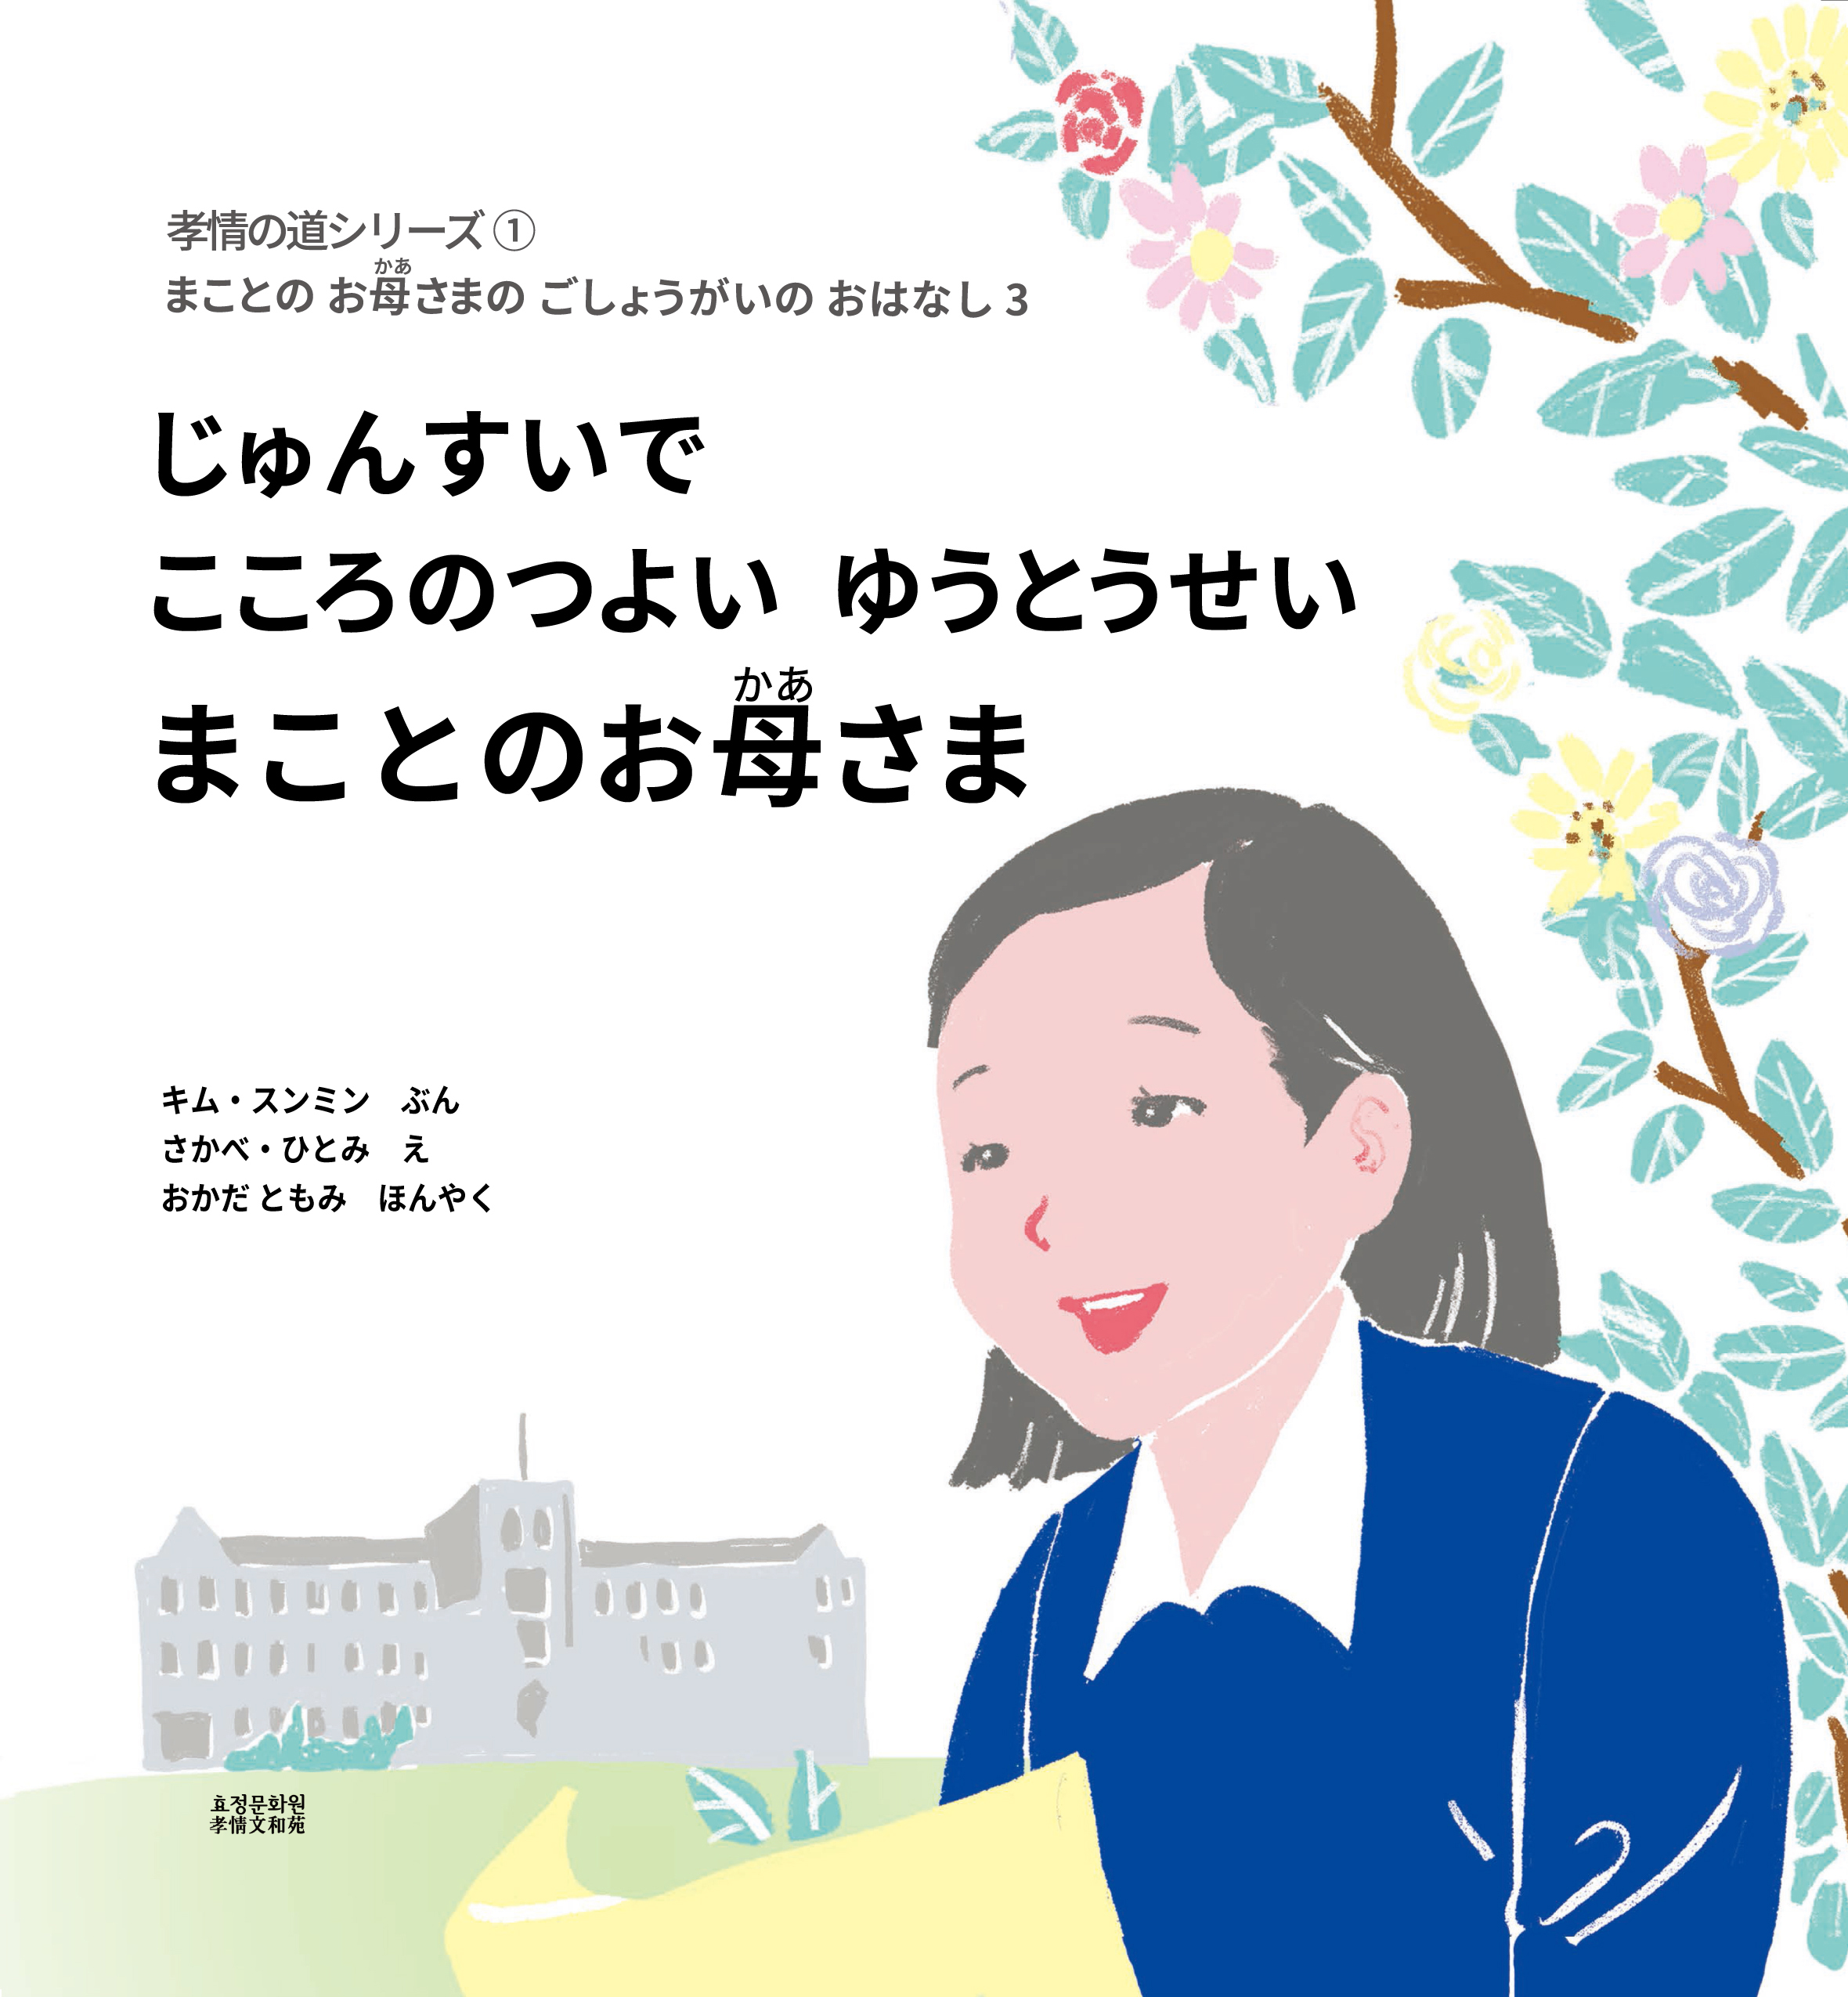 孝情の道シリーズ①
まことの お母さまの ごしょうがいの おはなし 3
かあ
じゅんすいで
こころのつよい ゆうとうせい
まことのお母さま
かあ
キム・スンミン ぶん
さかべ・ひとみ え
おかだ ともみ ほんやく
효정문화원
孝情文和苑